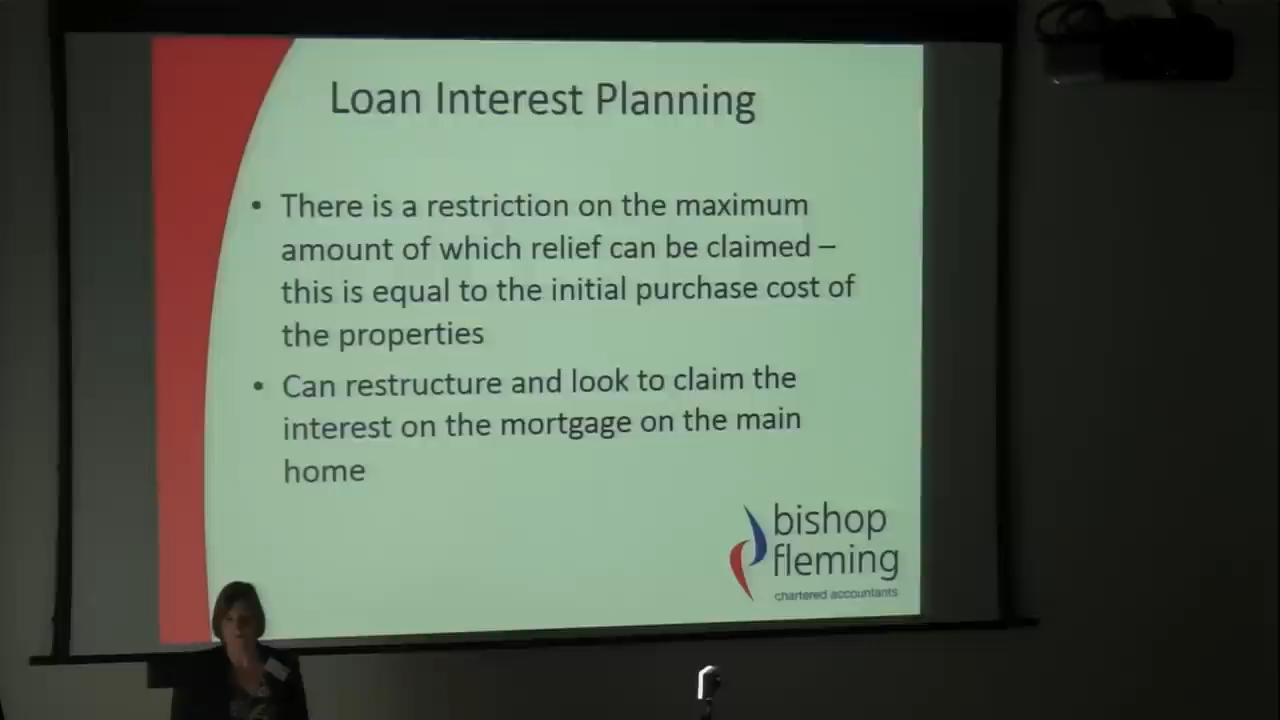 Loan Interest Planning
• There is a restriction on the maximum
amount of which relief can be claimed –
this is equal to the initial purchase cost of
the properties
• Can restructure and look to claim the
interest on the mortgage on the main
home
bishop
fleming
chartered accountants